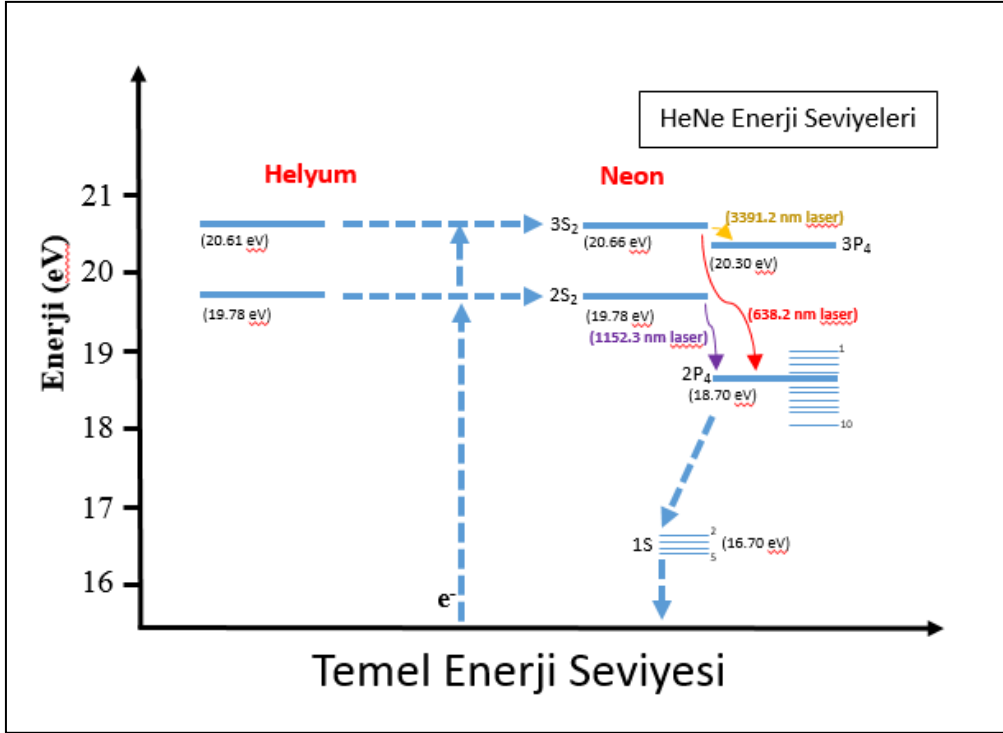 HeNe Enerji Seviyeleri
Helyum
Neon
Enerji (eV)
21
20
19
18
17
16
(20.61 eV)
(19.78 eV)
3S₂
(20.66 eV)
2S₂
(19.78 eV)
(3391.2 nm laser)
3P₄
(20.30 eV)
(638.2 nm laser)
(1152.3 nm laser)
1
2P₄
(18.70 eV)
10
2
1S
(16.70 eV)
5
e⁻
Temel Enerji Seviyesi